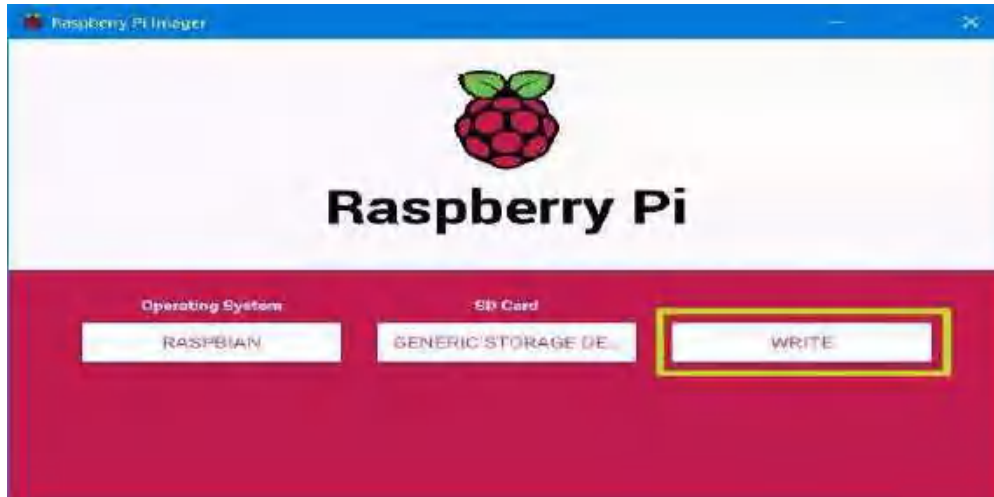 Raspberry Pi Imager
Raspberry Pi
Operating System
SD Card
RASPBIAN
GENERIC STORAGE DE...
WRITE